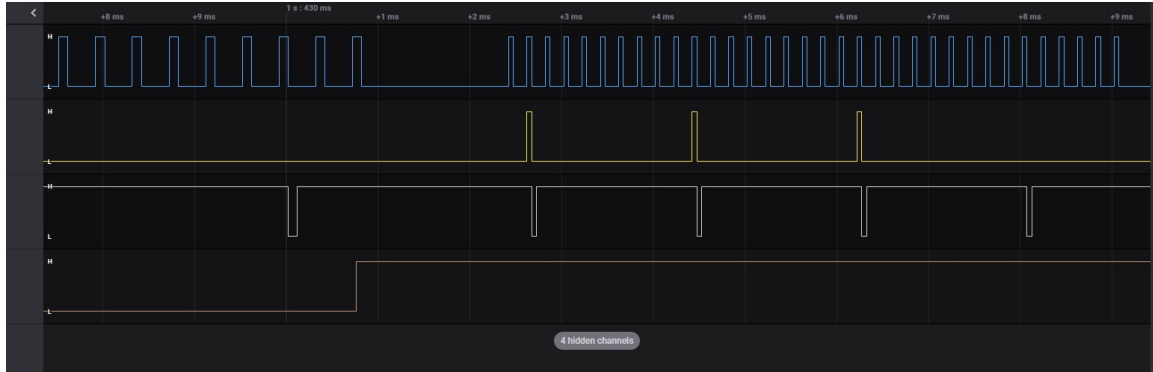 1 s : 430 ms
+8 ms +9 ms +1 ms +2 ms +3 ms +4 ms +5 ms +6 ms +7 ms +8 ms +9 ms
H
L
H
L
H
L
H
L
4 hidden channels